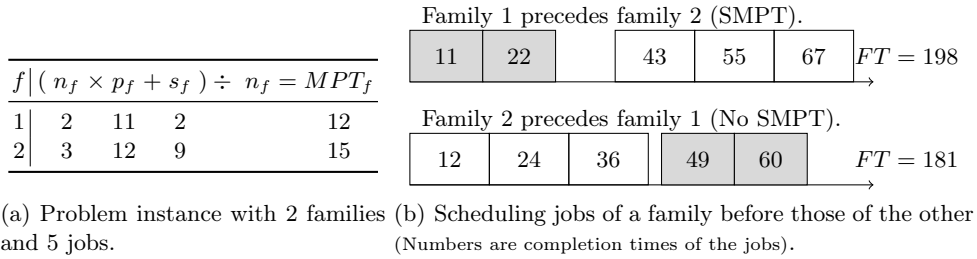 f ( n_f × p_f + s_f ) ÷ n_f = MPT_f
1 2 11 2 12
2 3 12 9 15
(a) Problem instance with 2 families
and 5 jobs.
Family 1 precedes family 2 (SMPT).
11 22 43 55 67 FT = 198
Family 2 precedes family 1 (No SMPT).
12 24 36 49 60 FT = 181
(b) Scheduling jobs of a family before those of the other
(Numbers are completion times of the jobs).